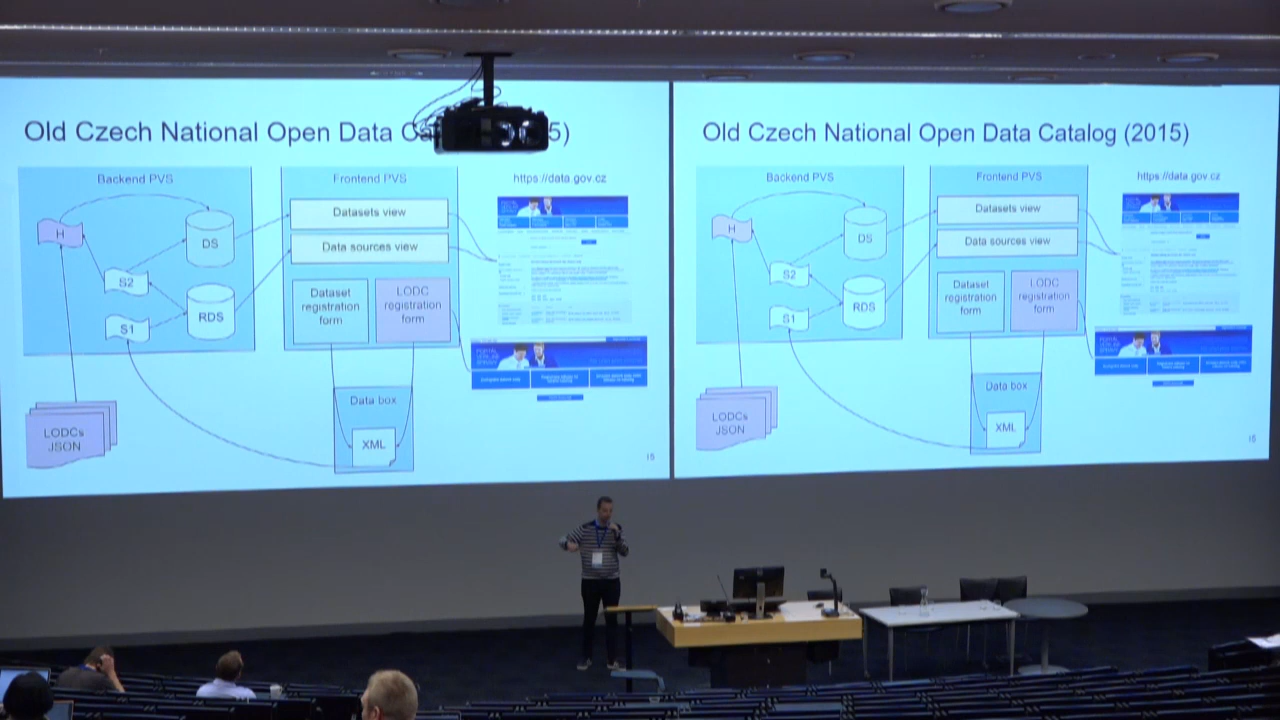 Old Czech National Open Data Ca 5)
Backend PVS
Frontend PVS
https://data.gov.cz
H
DS
Datasets view
Data sources view
S2
RDS
S1
Dataset
registration
form
LODC
registration
form
Data box
XML
LODCs
JSON
15
Old Czech National Open Data Catalog (2015)
Backend PVS
Frontend PVS
https://data.gov.cz
H
DS
Datasets view
Data sources view
S2
RDS
S1
Dataset
registration
form
LODC
registration
form
Data box
XML
LODCs
JSON
15